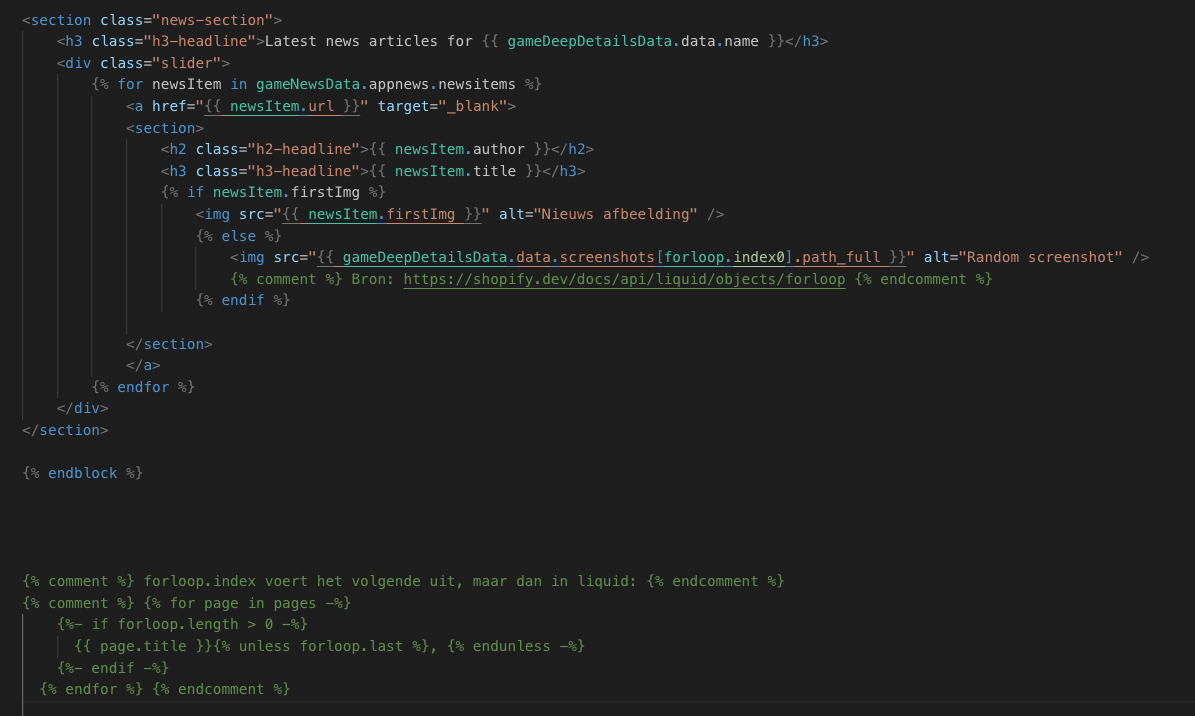 <section class="news-section">
<h3 class="h3-headline">Latest news articles for {{ gameDeepDetailsData.data.name }}</h3>
<div class="slider">
{% for newsItem in gameNewsData.appnews.newsitems %}
<a href="{{ newsItem.url }}" target="_blank">
<section>
<h2 class="h2-headline">{{ newsItem.author }}</h2>
<h3 class="h3-headline">{{ newsItem.title }}</h3>
{% if newsItem.firstImg %}
<img src="{{ newsItem.firstImg }}" alt="Nieuws afbeelding" />
{% else %}
<img src="{{ gameDeepDetailsData.data.screenshots[forloop.index0].path_full }}" alt="Random screenshot" />
{% comment %} Bron: https://shopify.dev/docs/api/liquid/objects/forloop {% endcomment %}
{% endif %}
</section>
</a>
{% endfor %}
</div>
</section>
{% endblock %}
{% comment %} forloop.index voert het volgende uit, maar dan in liquid: {% endcomment %}
{% comment %} {% for page in pages -%}
{%- if forloop.length > 0 -%}
{{ page.title }}{% unless forloop.last %}, {% endunless -%}
{%- endif -%}
{% endfor %} {% endcomment %}